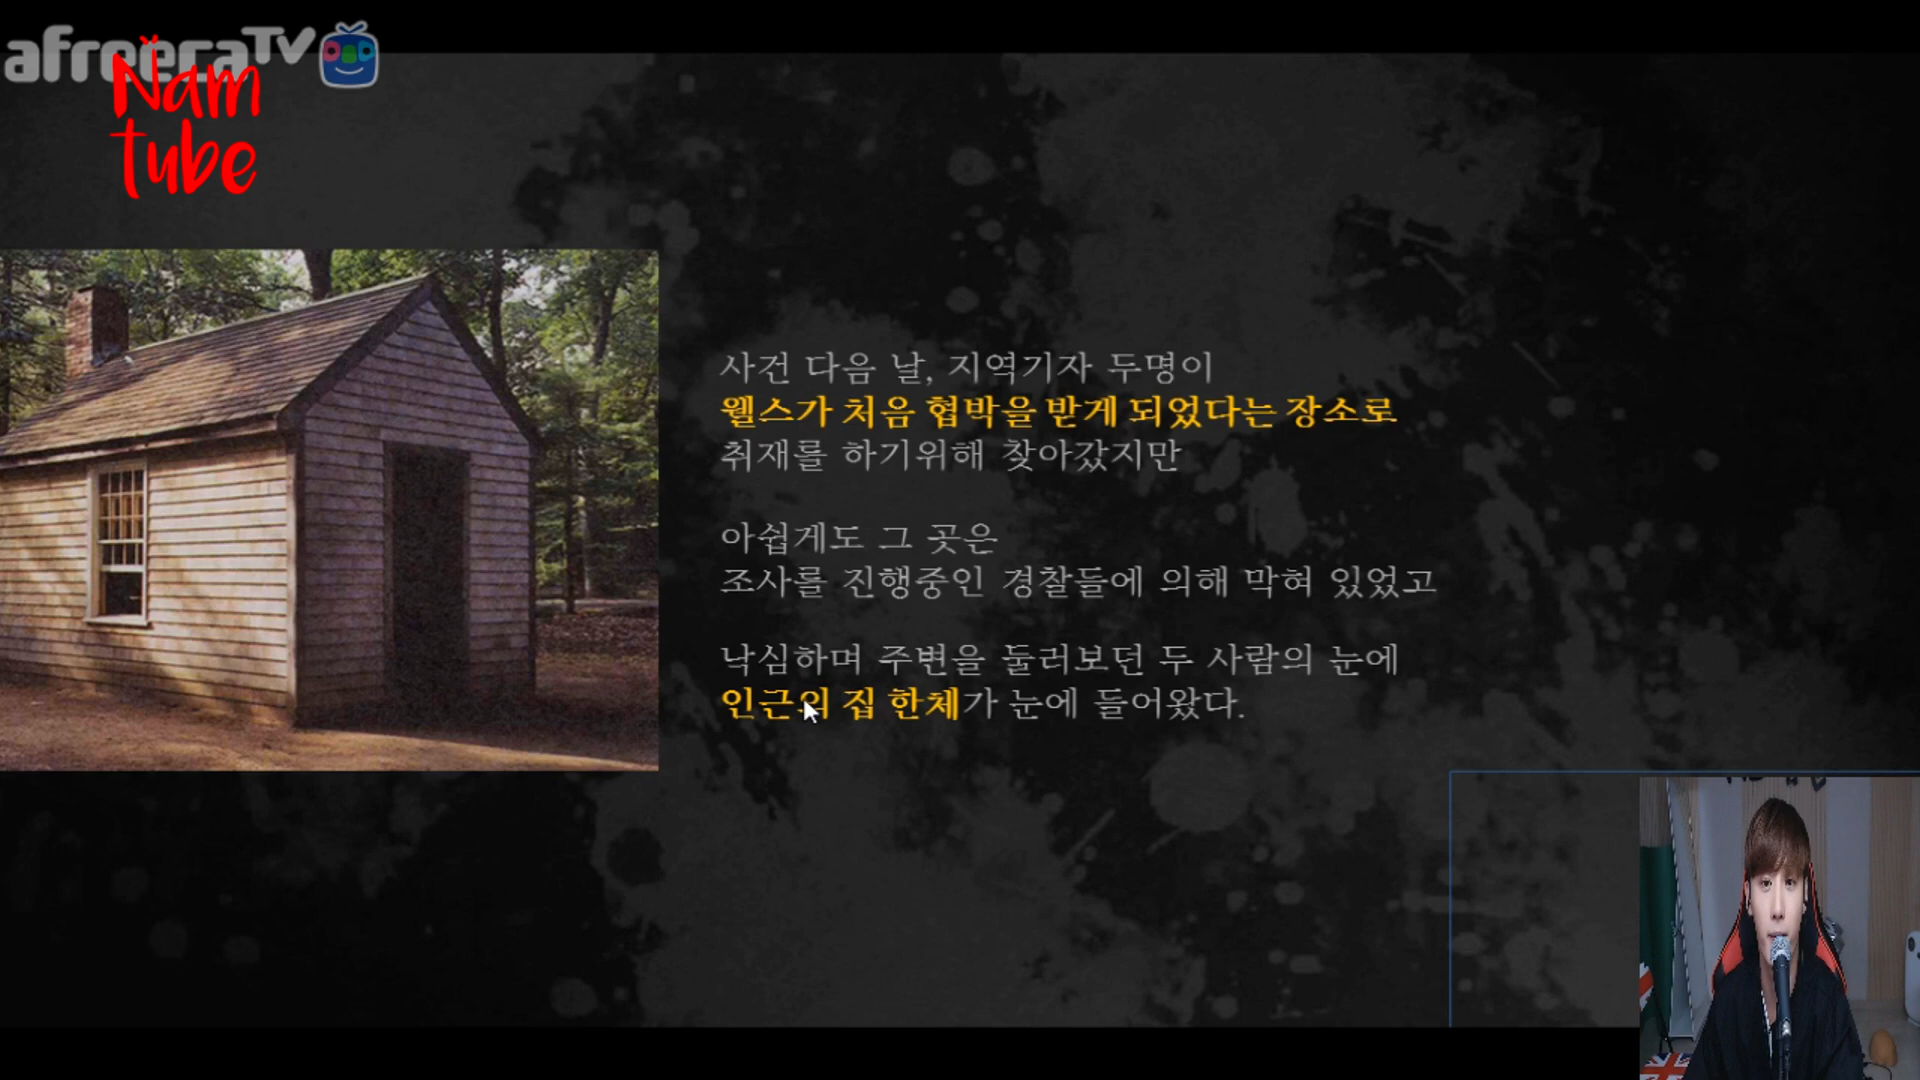 afreecaTV
Nam
tube
사건 다음 날, 지역기자 두명이
웰스가 처음 협박을 받게 되었다는 장소로
취재를 하기위해 찾아갔지만
아쉽게도 그 곳은
조사를 진행중인 경찰들에 의해 막혀 있었고
낙심하며 주변을 둘러보던 두 사람의 눈에
인근의 집 한체가 눈에 들어왔다.